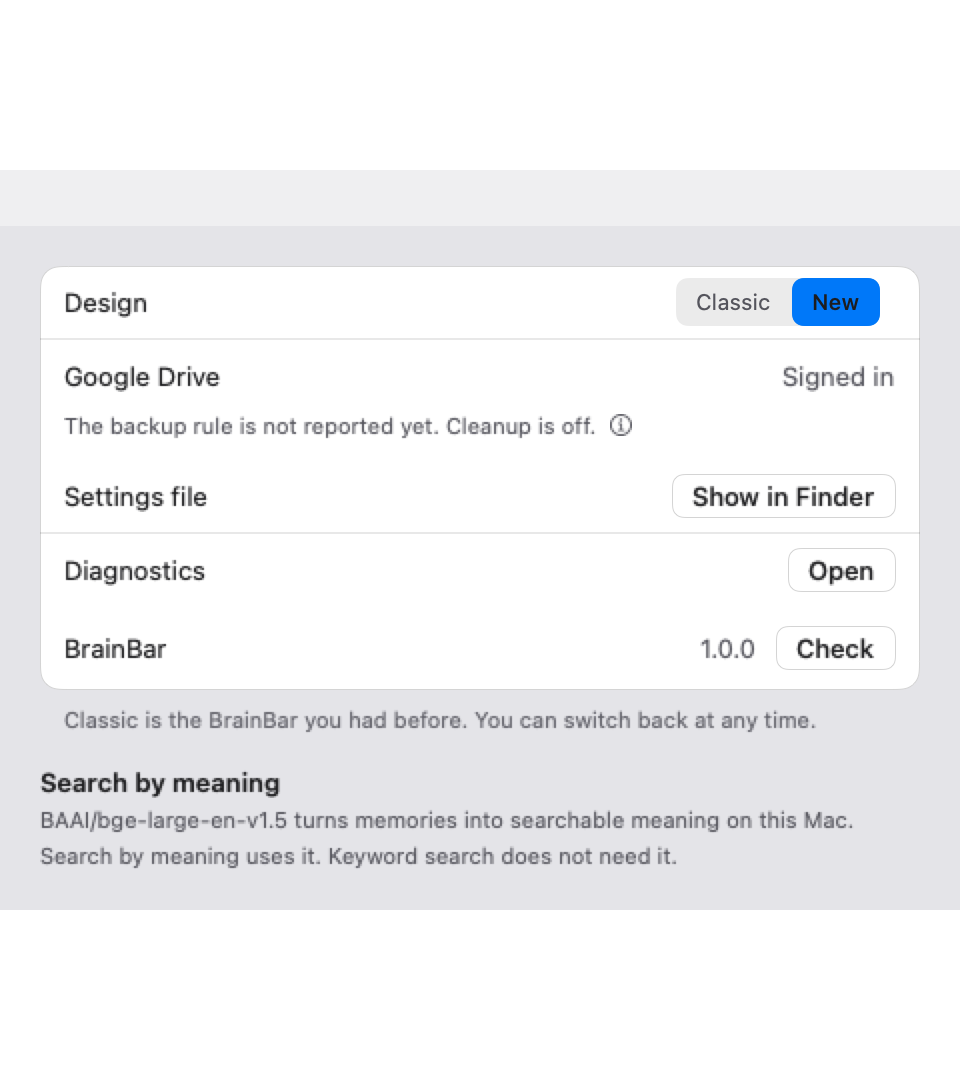 Design
Classic
New
Google Drive
Signed in
The backup rule is not reported yet. Cleanup is off.
Settings file
Show in Finder
Diagnostics
Open
BrainBar
1.0.0
Check
Classic is the BrainBar you had before. You can switch back at any time.
Search by meaning
BAAI/bge-large-en-v1.5 turns memories into searchable meaning on this Mac.
Search by meaning uses it. Keyword search does not need it.